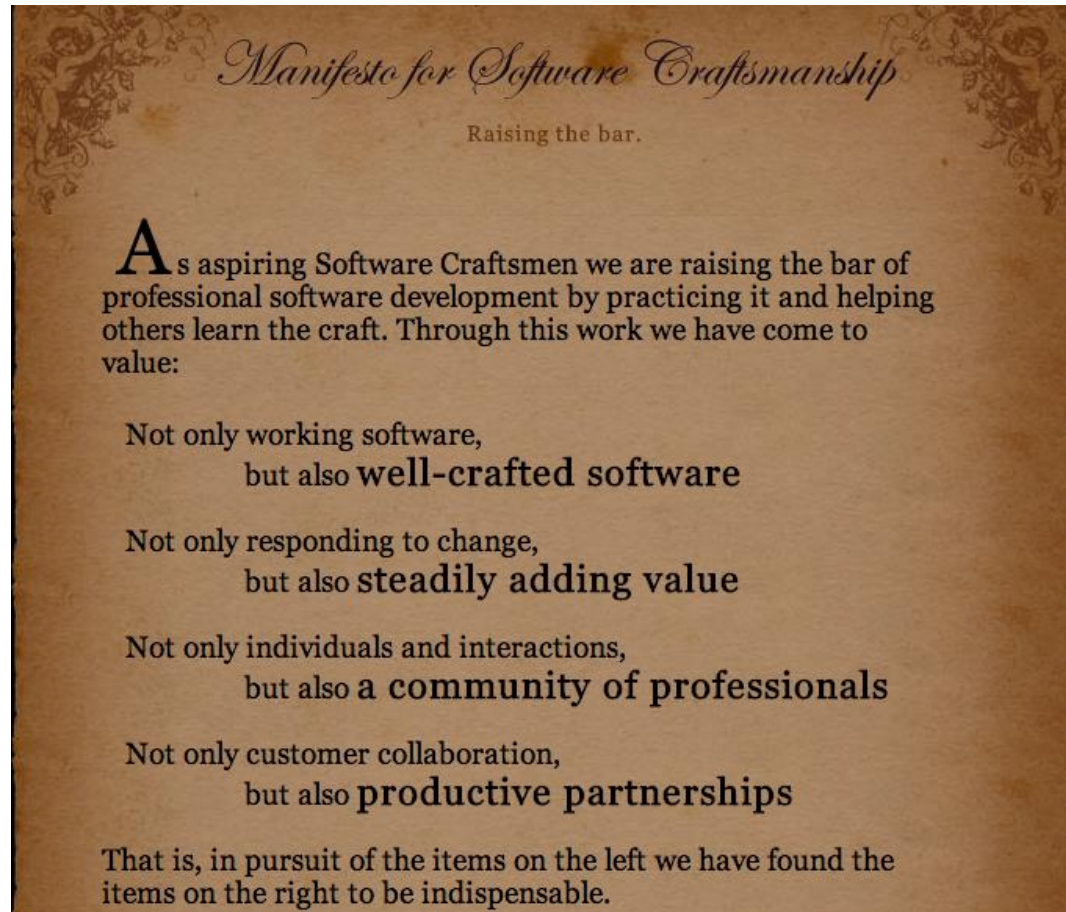 Manifesto for Software Craftsmanship
Raising the bar.
As aspiring Software Craftsmen we are raising the bar of
professional software development by practicing it and helping
others learn the craft. Through this work we have come to
value:
Not only working software,
but also well-crafted software
Not only responding to change,
but also steadily adding value
Not only individuals and interactions,
but also a community of professionals
Not only customer collaboration,
but also productive partnerships
That is, in pursuit of the items on the left we have found the
items on the right to be indispensable.